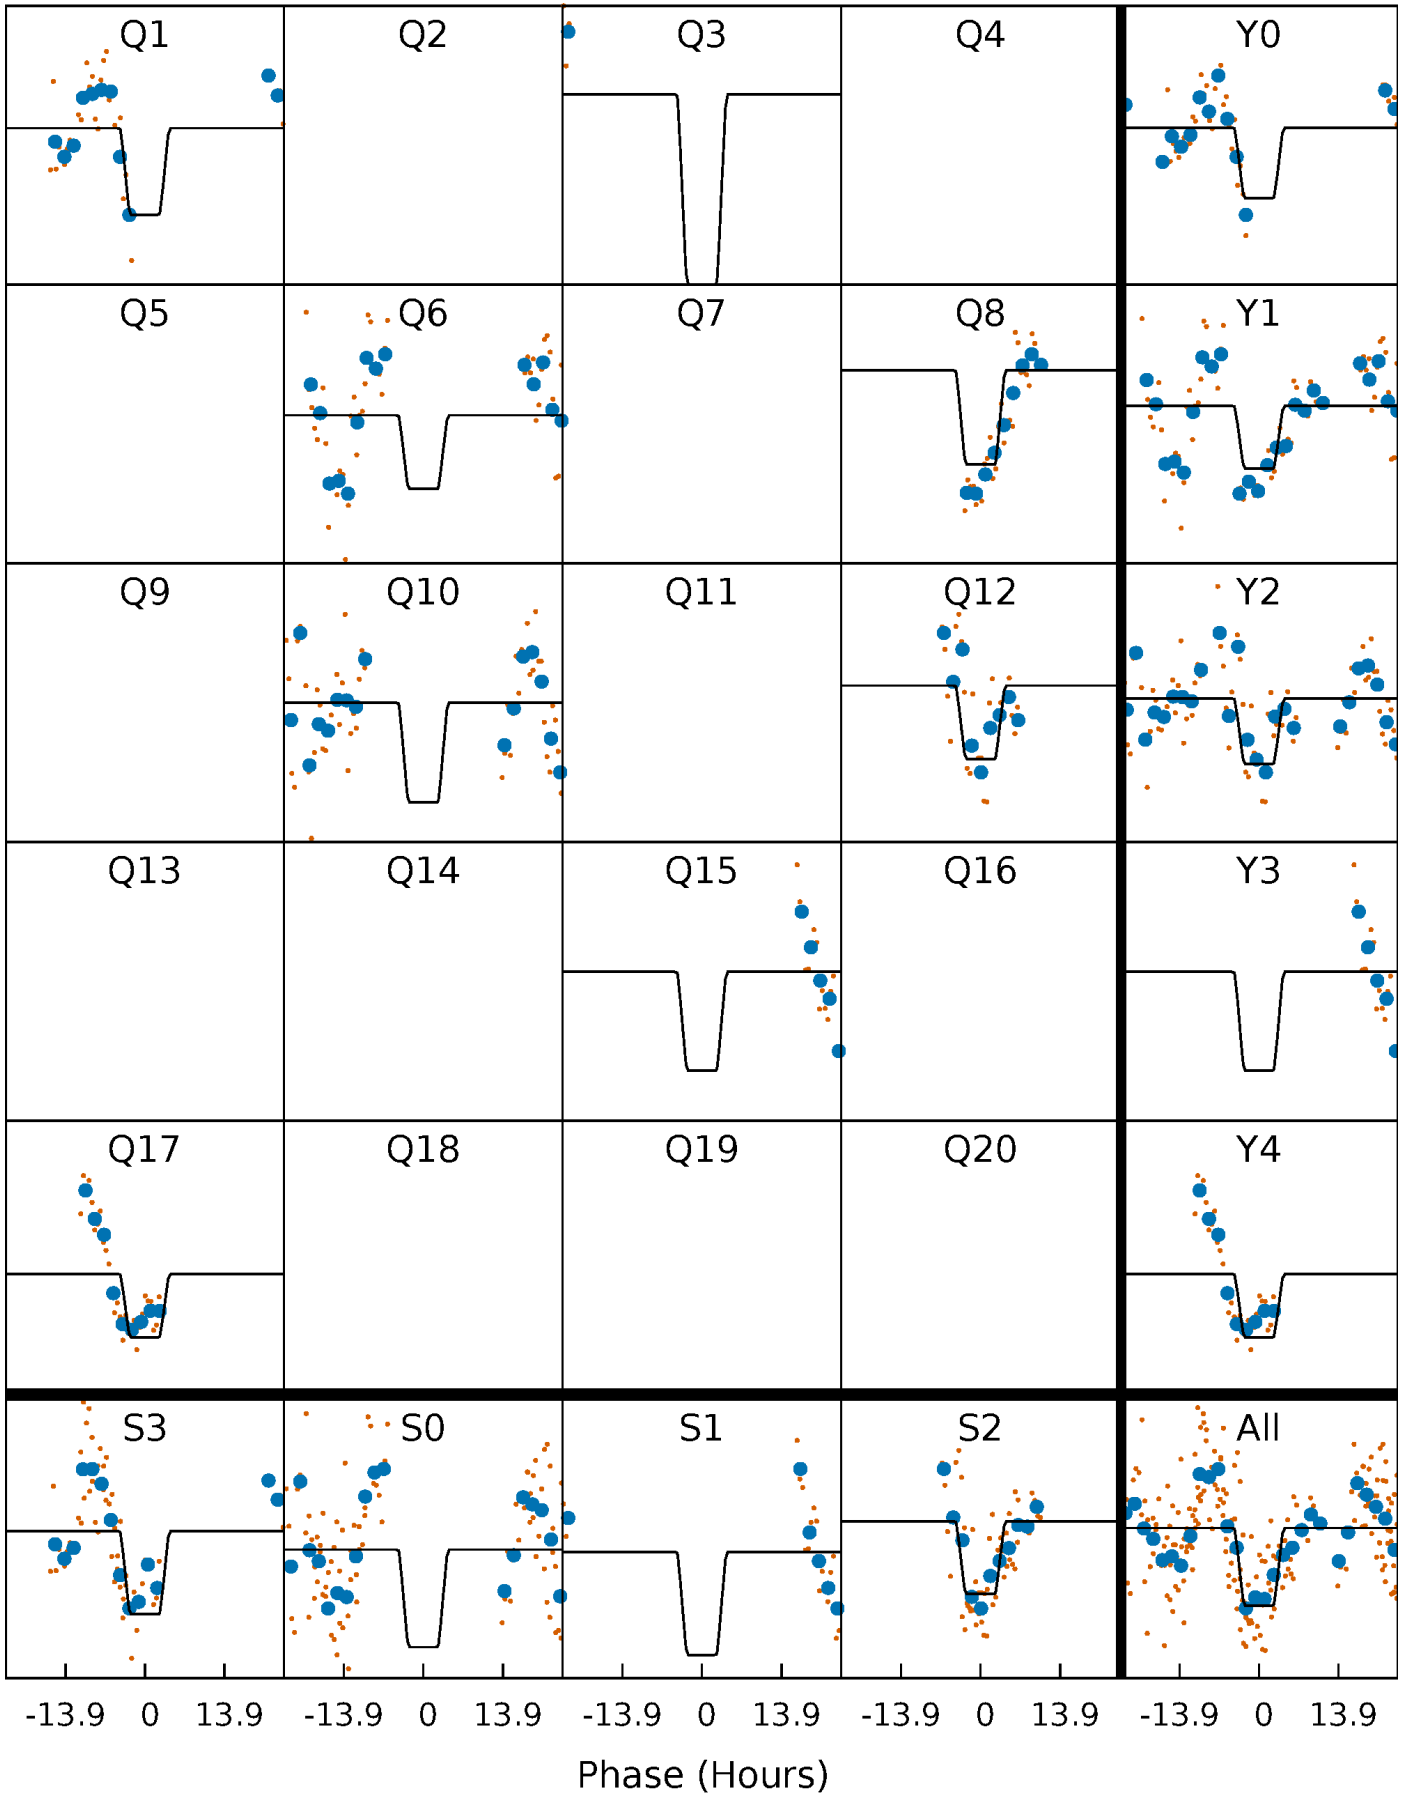 Q1 Q2 Q3 Q4 Y0
Q5 Q6 Q7 Q8 Y1
Q9 Q10 Q11 Q12 Y2
Q13 Q14 Q15 Q16 Y3
Q17 Q18 Q19 Q20 Y4
S3 S0 S1 S2 All
-13.9 0 13.9 -13.9 0 13.9 -13.9 0 13.9 -13.9 0 13.9 -13.9 0 13.9
Phase (Hours)